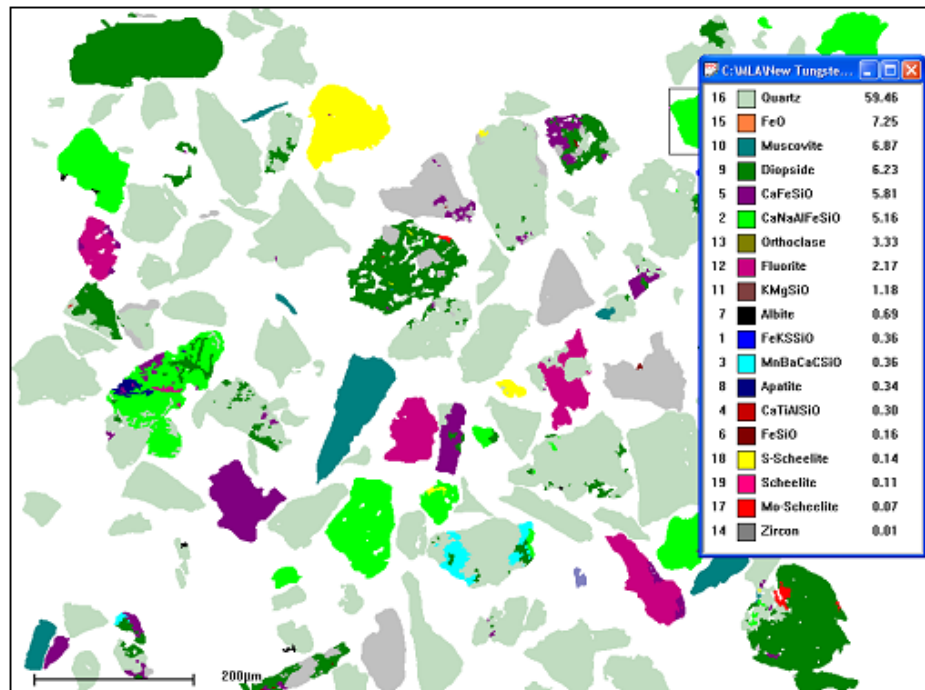 C:\MLA\New Tungste...
16 Quartz 59.46
15 FeO 7.25
10 Muscovite 6.87
9 Diopside 6.23
5 CaFeSiO 5.81
2 CaNaAlFeSiO 5.16
13 Orthoclase 3.33
12 Fluorite 2.17
11 KMgSiO 1.18
7 Albite 0.69
1 FeKSSiO 0.36
3 MnBaCaCSiO 0.36
8 Apatite 0.34
4 CaTiAlSiO 0.30
6 FeSiO 0.16
18 S-Scheelite 0.14
19 Scheelite 0.11
17 Mo-Scheelite 0.07
14 Zircon 0.01
200µm